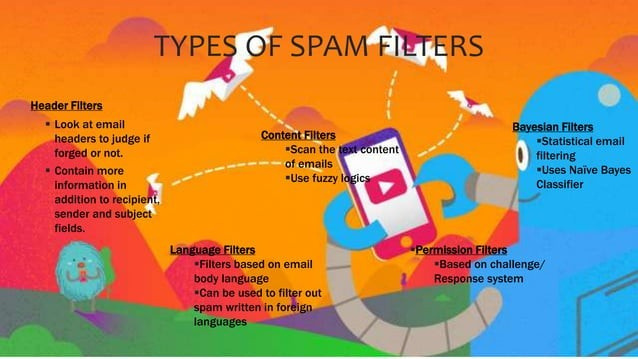 TYPES OF SPAM FILTERS
Header Filters
▪ Look at email
headers to judge if
forged or not.
▪ Contain more
information in
addition to recipient,
sender and subject
fields.
Content Filters
▪Scan the text content
of emails
▪Use fuzzy logics
Bayesian Filters
▪Statistical email
filtering
▪Uses Naïve Bayes
Classifier
Language Filters
▪Filters based on email
body language
▪Can be used to filter out
spam written in foreign
languages
▪Permission Filters
▪Based on challenge/
Response system